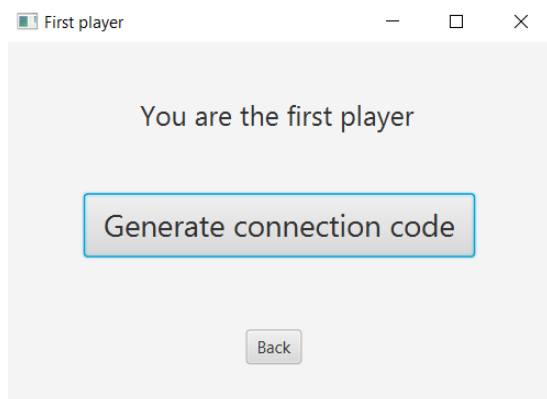 First player
You are the first player
Generate connection code
Back